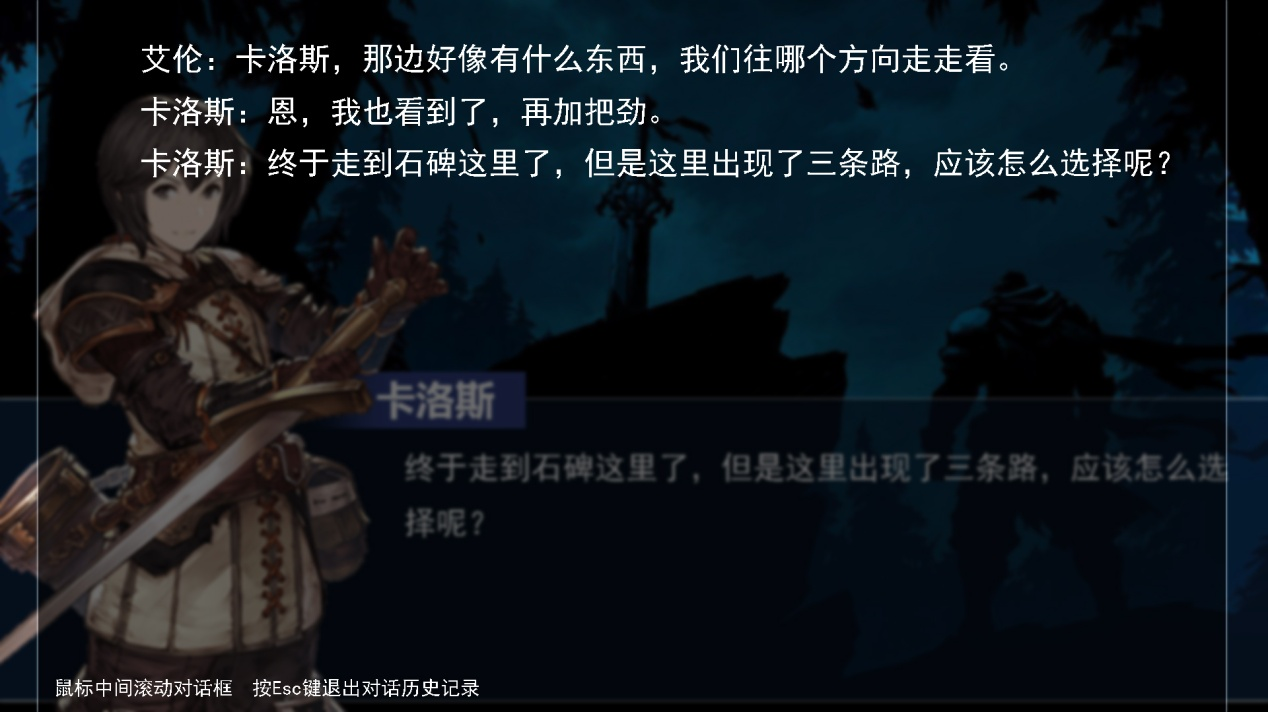 艾伦：卡洛斯，那边好像有什么东西，我们往哪个方向走走看。
卡洛斯：恩，我也看到了，再加把劲。
卡洛斯：终于走到石碑这里了，但是这里出现了三条路，应该怎么选择呢？
卡洛斯
终于走到石碑这里了，但是这里出现了三条路，应该怎么选
择呢？
鼠标中间滚动对话框　按Esc键退出对话历史记录